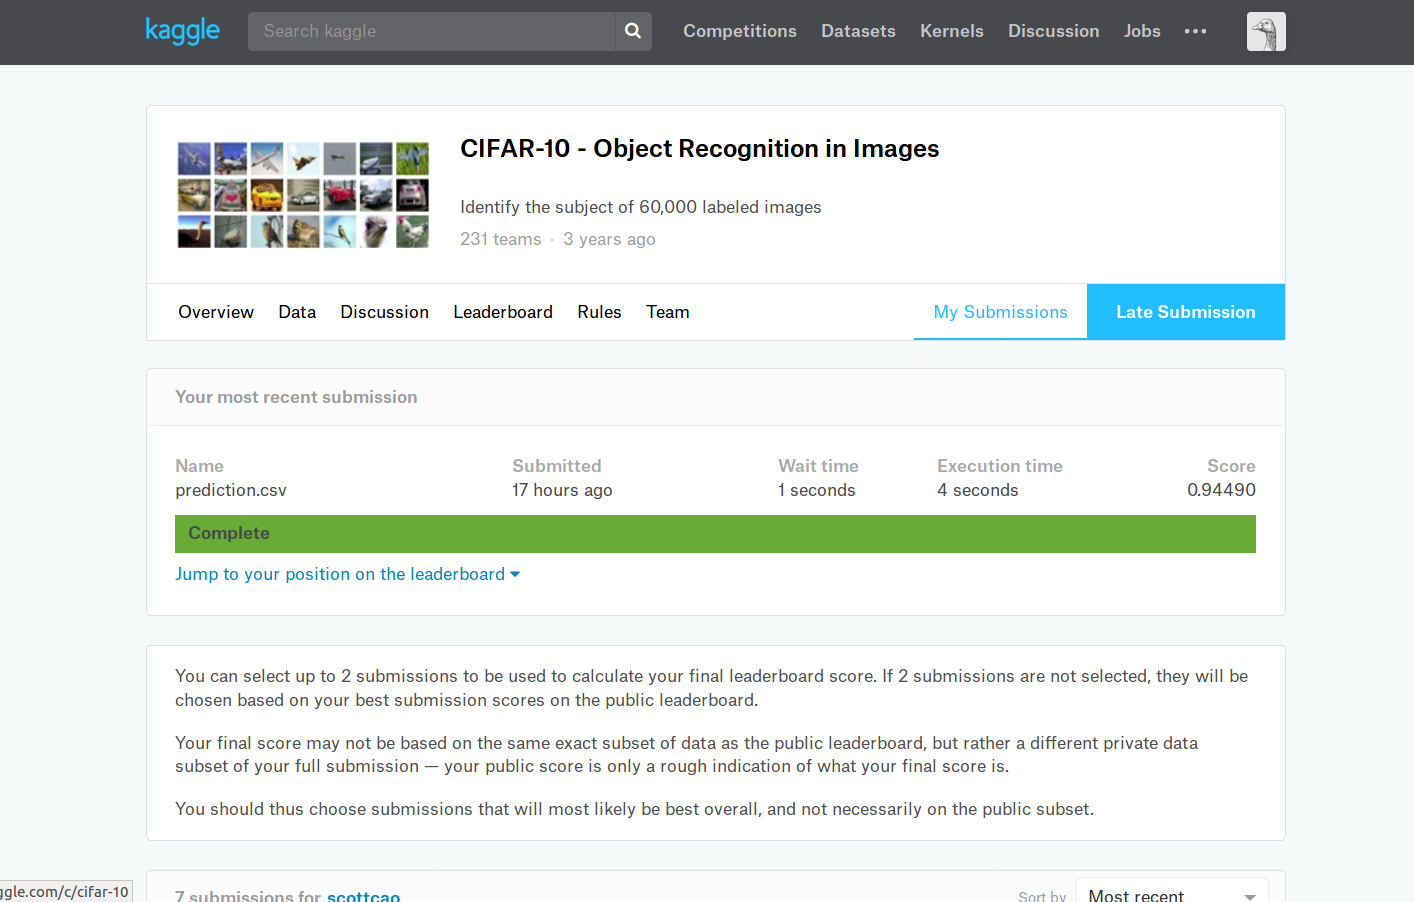 kaggle
Search kaggle
Competitions Datasets Kernels Discussion Jobs
CIFAR-10 - Object Recognition in Images
Identify the subject of 60,000 labeled images
231 teams · 3 years ago
Overview Data Discussion Leaderboard Rules Team My Submissions Late Submission
Your most recent submission
Name Submitted Wait time Execution time Score
prediction.csv 17 hours ago 1 seconds 4 seconds 0.94490
Complete
Jump to your position on the leaderboard
You can select up to 2 submissions to be used to calculate your final leaderboard score. If 2 submissions are not selected, they will be
chosen based on your best submission scores on the public leaderboard.
Your final score may not be based on the same exact subset of data as the public leaderboard, but rather a different private data
subset of your full submission — your public score is only a rough indication of what your final score is.
You should thus choose submissions that will most likely be best overall, and not necessarily on the public subset.
7 submissions for scottcao Sort by Most recent
ggle.com/c/cifar-10